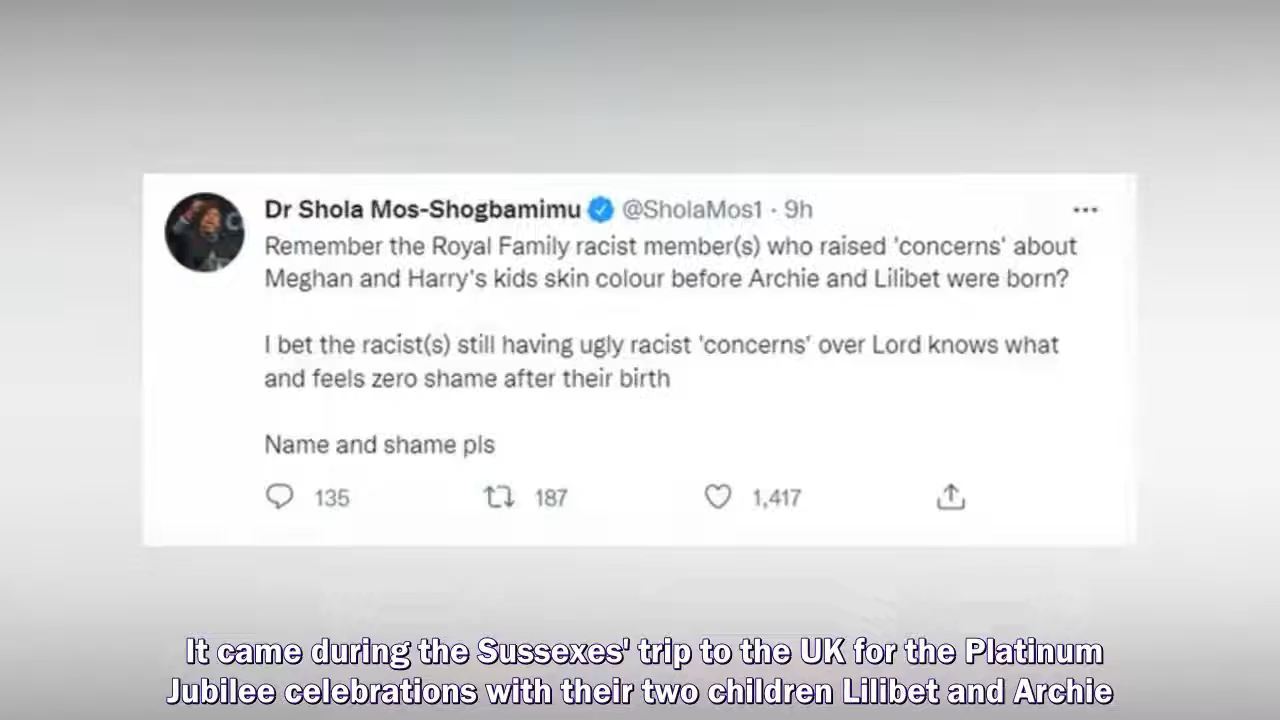 Dr Shola Mos-Shogbamimu @SholaMos1 · 9h
Remember the Royal Family racist member(s) who raised 'concerns' about
Meghan and Harry's kids skin colour before Archie and Lilibet were born?
I bet the racist(s) still having ugly racist 'concerns' over Lord knows what
and feels zero shame after their birth
Name and shame pls
135 187 1,417
It came during the Sussexes' trip to the UK for the Platinum
Jubilee celebrations with their two children Lilibet and Archie